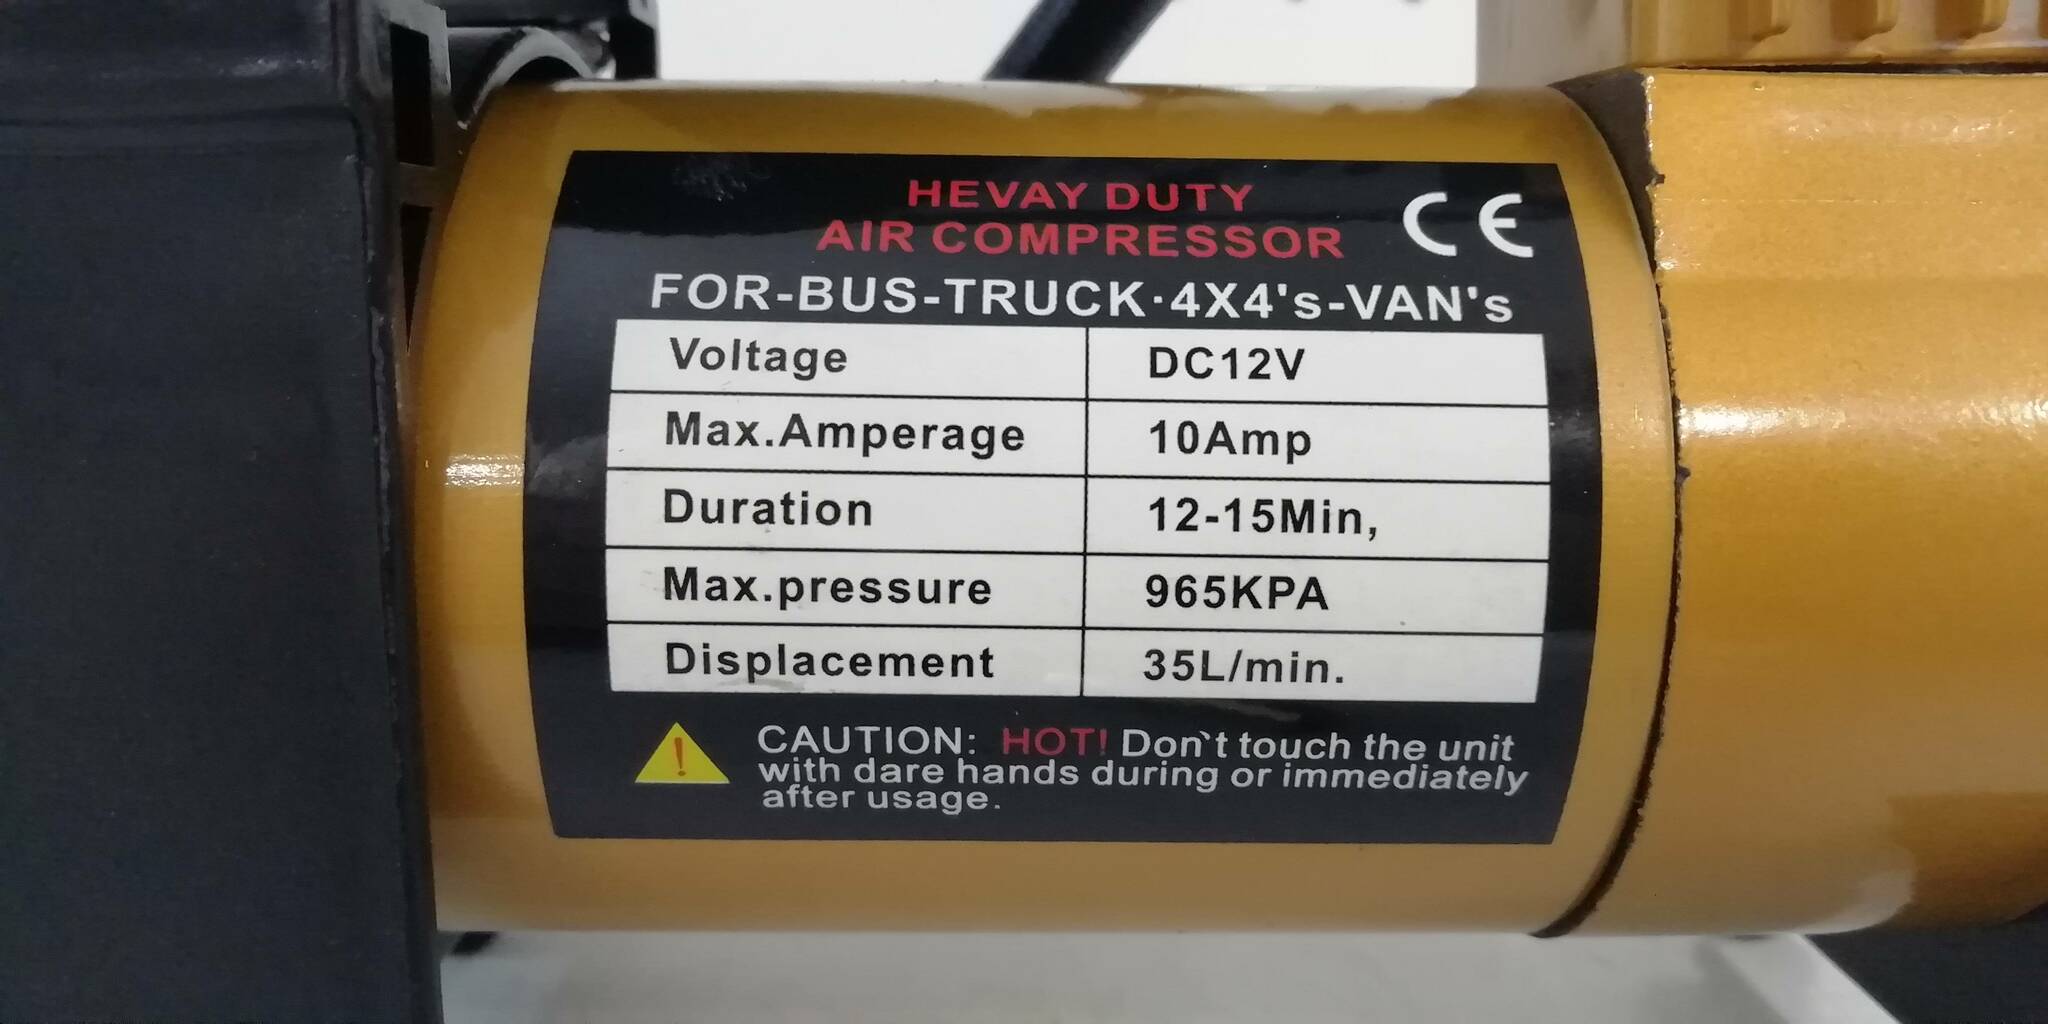 HEVAY DUTY
AIR COMPRESSOR
CE
FOR-BUS-TRUCK·4X4's-VAN's
Voltage DC12V
Max.Amperage 10Amp
Duration 12-15Min,
Max.pressure 965KPA
Displacement 35L/min.
! CAUTION: HOT! Don`t touch the unit
with dare hands during or immediately
after usage.